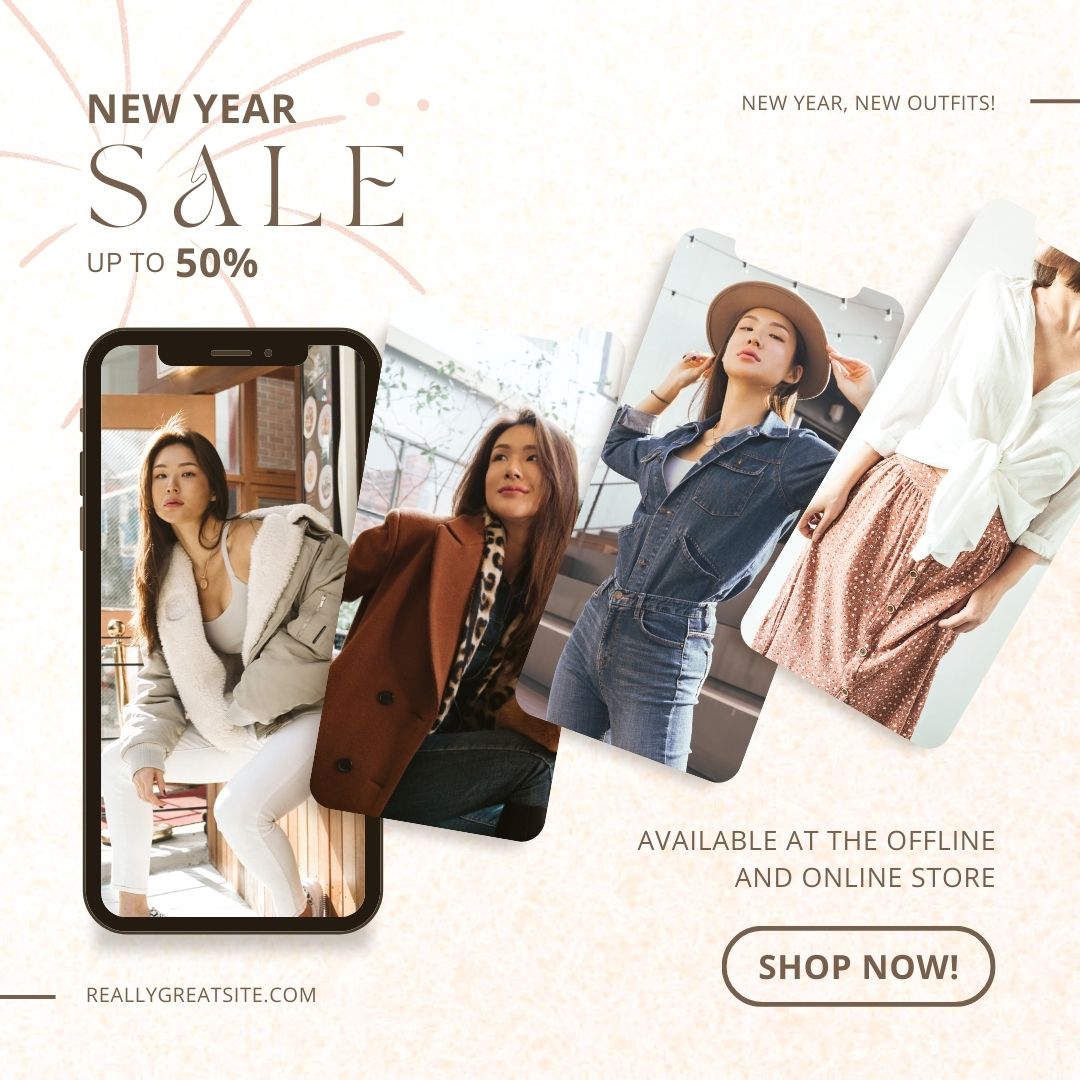 NEW YEAR
SALE
UP TO 50%
NEW YEAR, NEW OUTFITS!
AVAILABLE AT THE OFFLINE
AND ONLINE STORE
SHOP NOW!
REALLYGREATSITE.COM